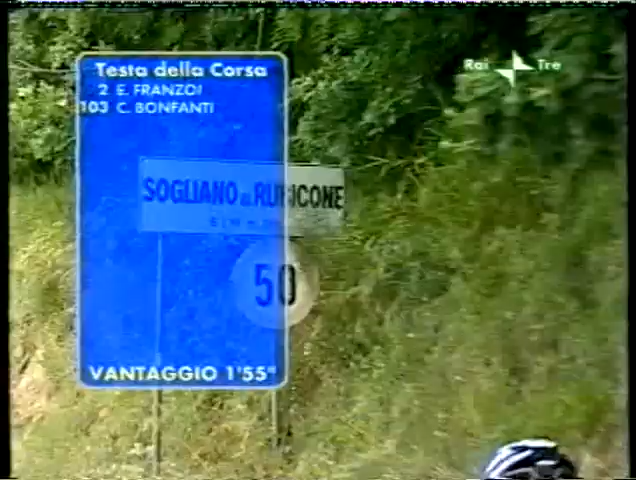 Testa della Corsa
Rai Tre
2 E. FRANZOI
103 C. BONFANTI
SOGLIANO al RUBICONE
50
VANTAGGIO 1'55"